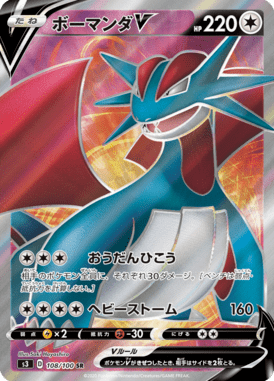 たね
ポーマンダV
HP 220
おうだんひこう
相手のポケモン全員に、それぞれ30ダメージ。[ベンチは弱点・抵抗力を計算しない。]
ヘビーストーム 160
弱点 ×2 抵抗力 -30 にげる
Illus. Saki Hayashiro
s3 D 108/100 SR
Vルール
ポケモンVがきぜつしたとき、相手はサイドを2枚とる。